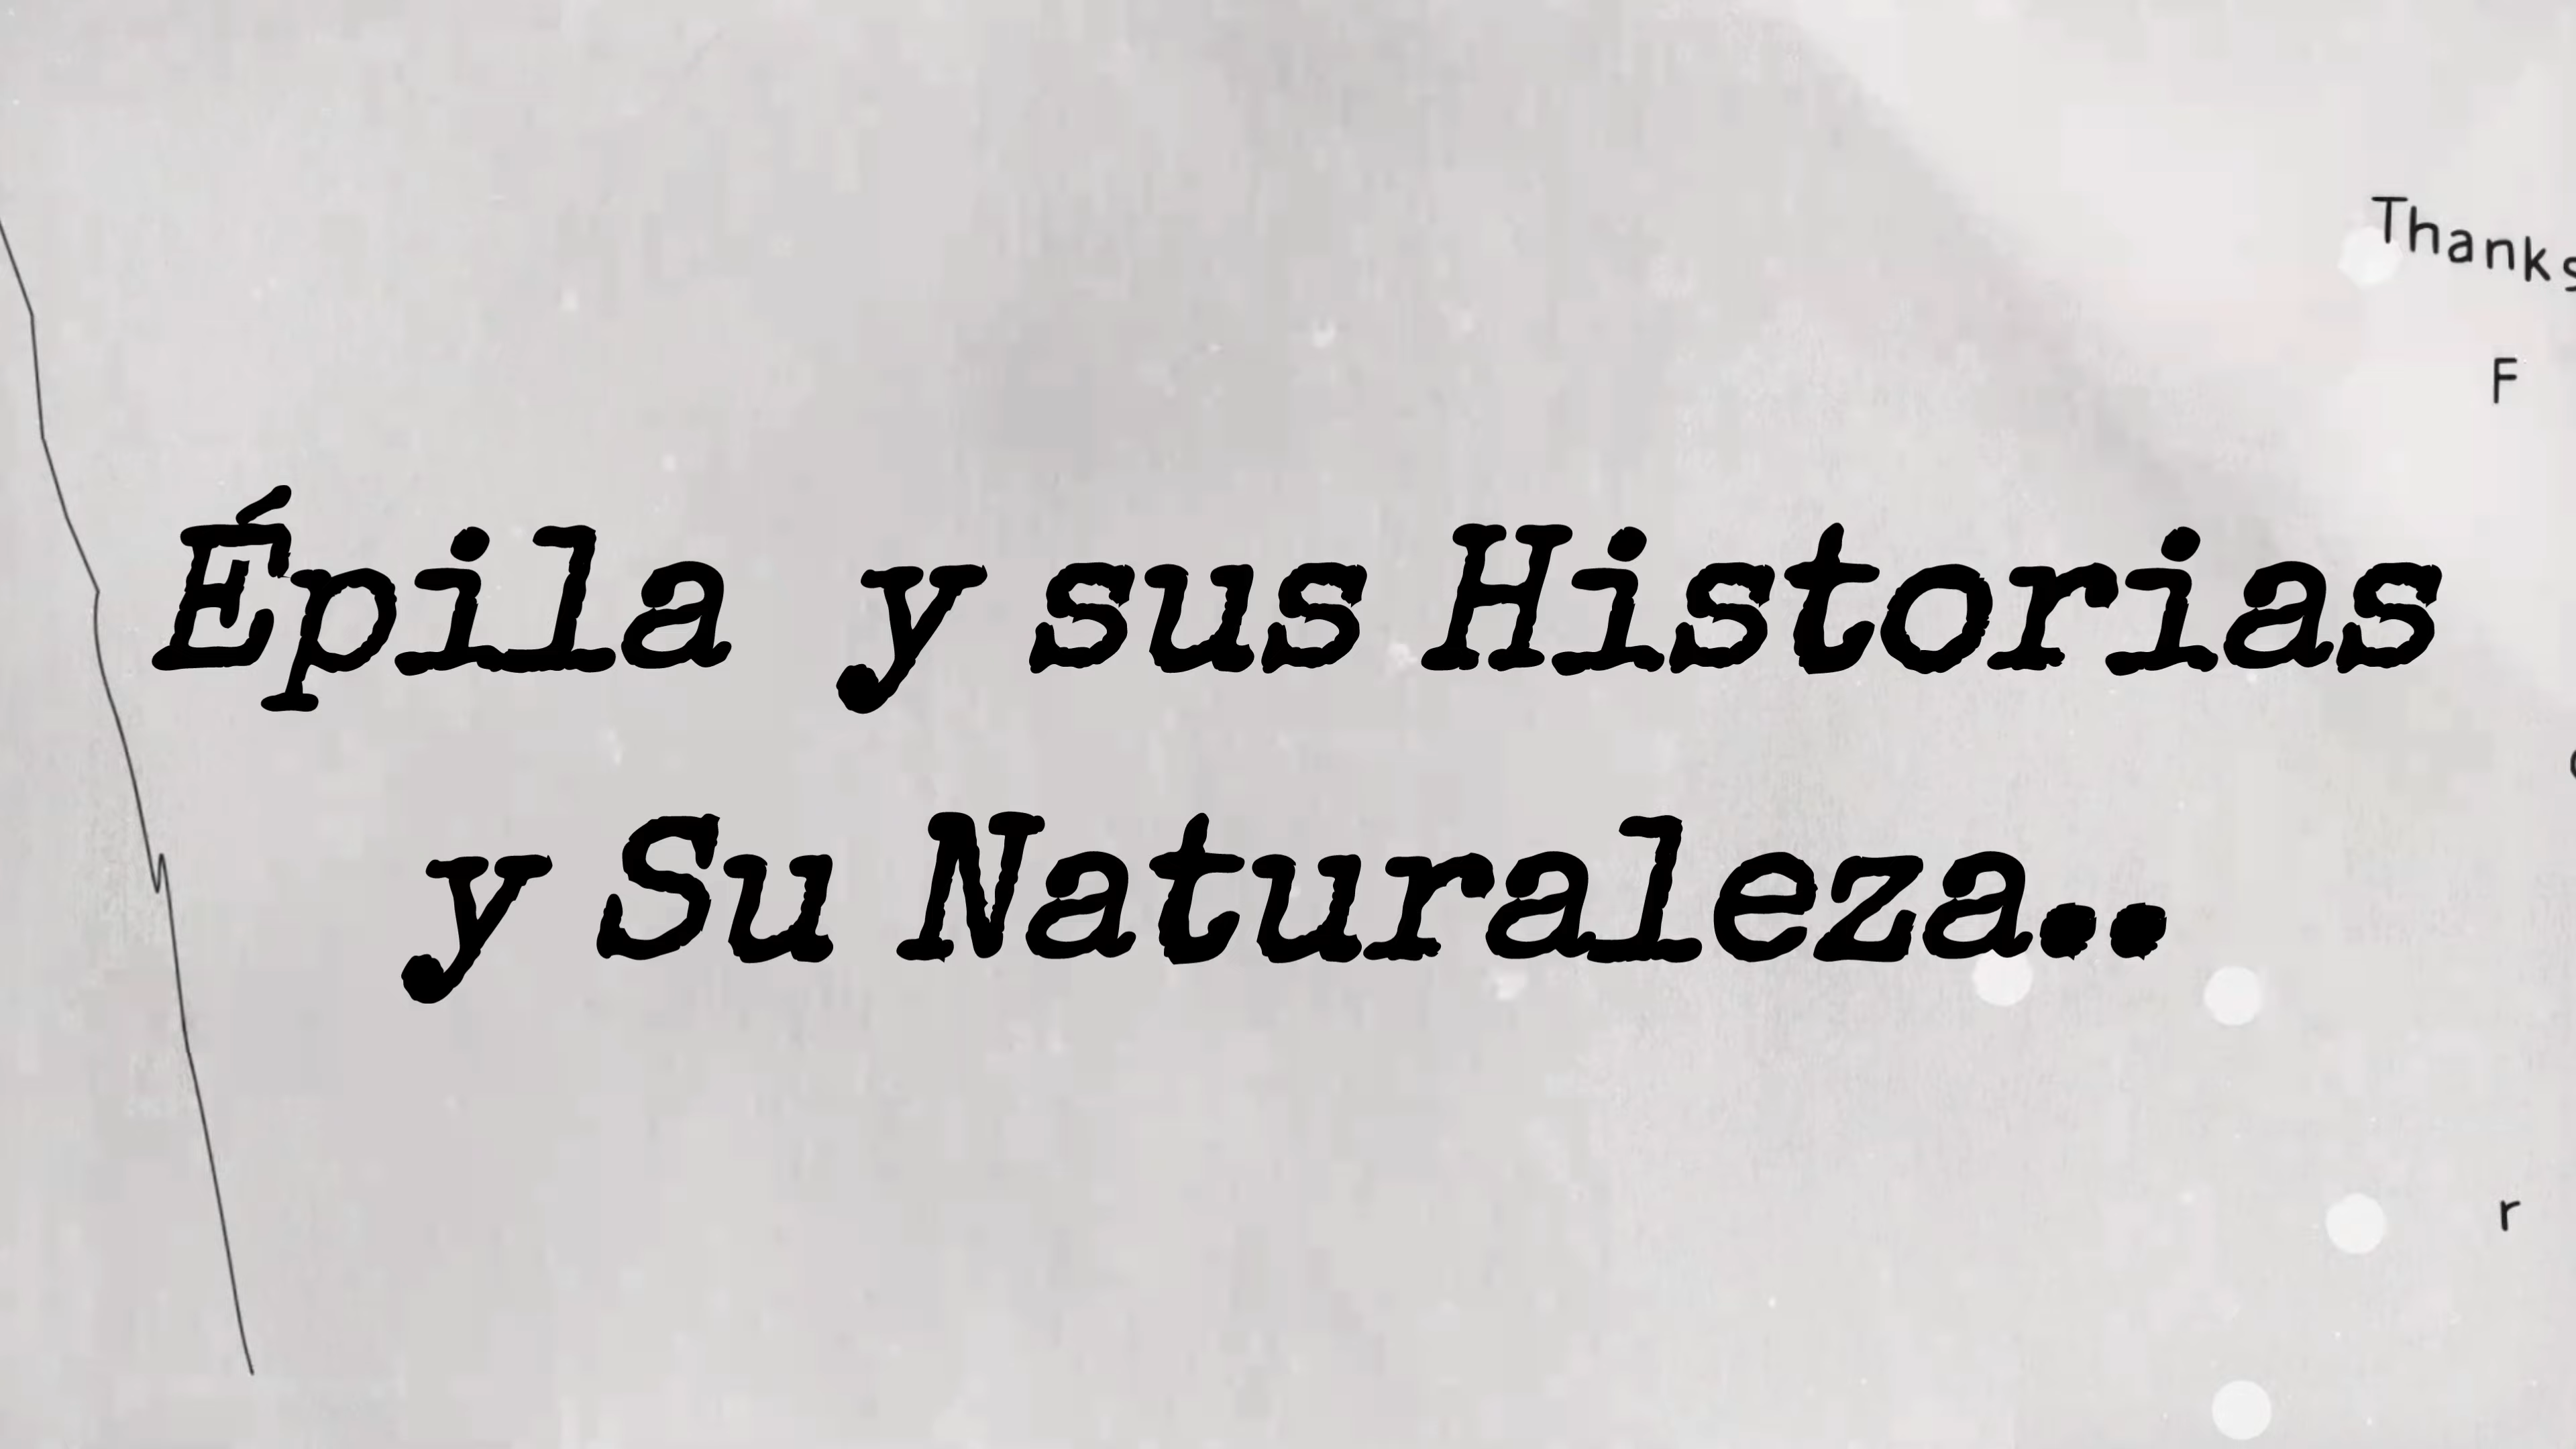 Thanks
F
Épila y sus Historias
y Su Naturaleza..
r